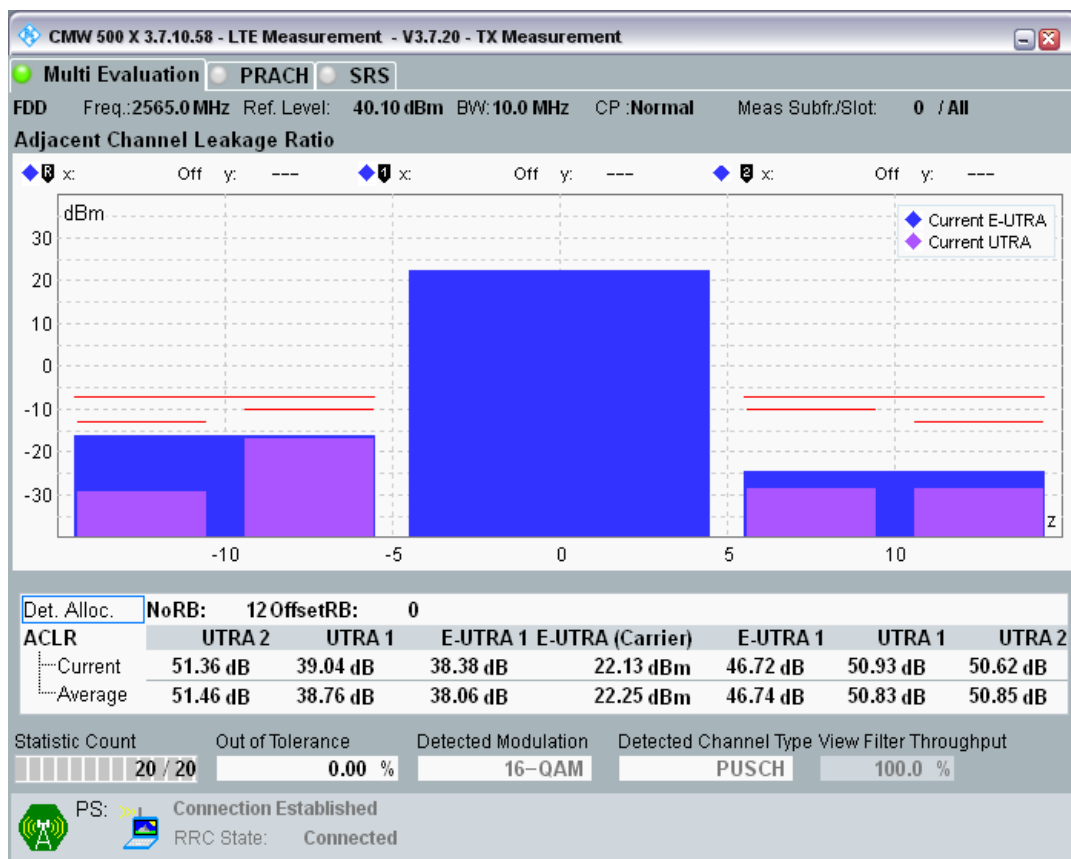 CMW 500 X 3.7.10.58 - LTE Measurement - V3.7.20 - TX Measurement
Multi Evaluation PRACH SRS
FDD Freq.:2565.0 MHz Ref. Level: 40.10 dBm BW: 10.0 MHz CP :Normal Meas Subfr./Slot: 0 / All
Adjacent Channel Leakage Ratio
R x: Off y: --- 1 x: Off y: --- 2 x: Off y: ---
dBm
Current E-UTRA
Current UTRA
30
20
10
0
-10
-20
-30
z
-10 -5 0 5 10
Det. Alloc. NoRB: 12 OffsetRB: 0
ACLR UTRA 2 UTRA 1 E-UTRA 1 E-UTRA (Carrier) E-UTRA 1 UTRA 1 UTRA 2
Current 51.36 dB 39.04 dB 38.38 dB 22.13 dBm 46.72 dB 50.93 dB 50.62 dB
Average 51.46 dB 38.76 dB 38.06 dB 22.25 dBm 46.74 dB 50.83 dB 50.85 dB
Statistic Count Out of Tolerance Detected Modulation Detected Channel Type View Filter Throughput
20 / 20 0.00 % 16-QAM PUSCH 100.0 %
PS: Connection Established
RRC State: Connected